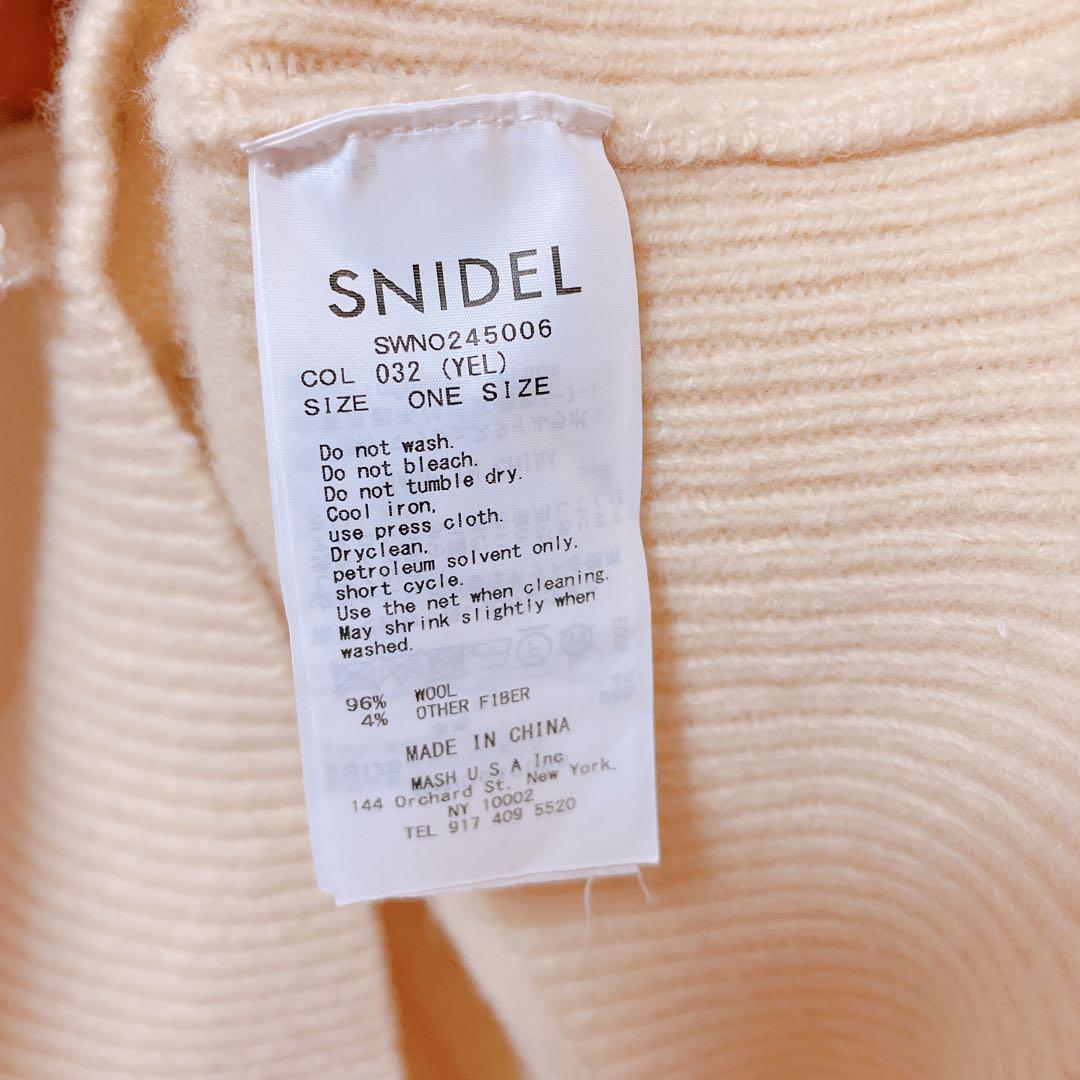 SNIDEL
SWNO245006
COL 032 (YEL)
SIZE ONE SIZE
Do not wash.
Do not bleach.
Do not tumble dry.
Cool iron,
use press cloth.
Dryclean,
petroleum solvent only,
short cycle.
Use the net when cleaning.
May shrink slightly when
washed.
96% WOOL
4% OTHER FIBER
MADE IN CHINA
MASH U.S.A Inc
144 Orchard St. New York.
NY 10002
TEL 917 409 5520